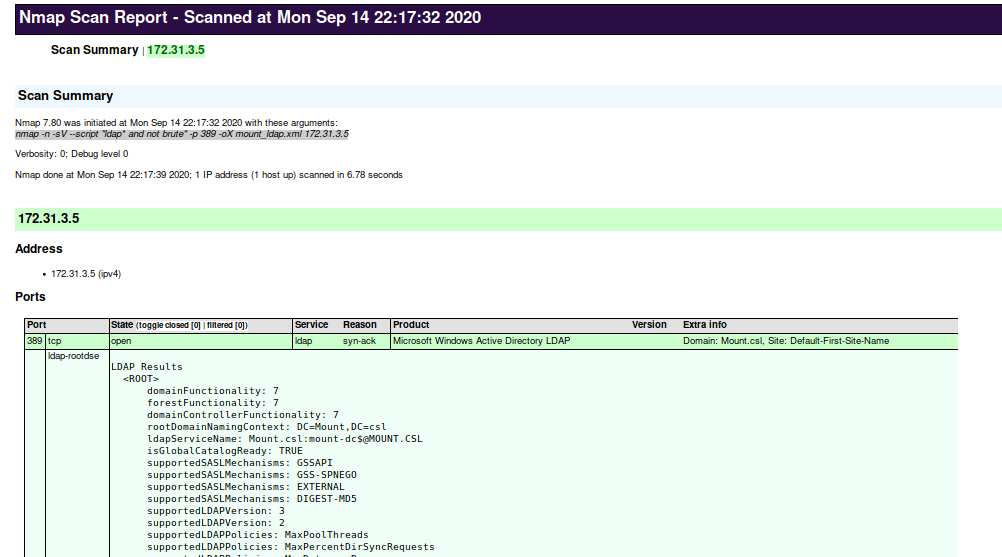 Nmap Scan Report - Scanned at Mon Sep 14 22:17:32 2020
Scan Summary | 172.31.3.5
Scan Summary
Nmap 7.80 was initiated at Mon Sep 14 22:17:32 2020 with these arguments:
nmap -n -sV --script "ldap* and not brute" -p 389 -oX mount_ldap.xml 172.31.3.5
Verbosity: 0; Debug level 0
Nmap done at Mon Sep 14 22:17:39 2020; 1 IP address (1 host up) scanned in 6.78 seconds
172.31.3.5
Address
• 172.31.3.5 (ipv4)
Ports
Port State (toggle closed [0] | filtered [0]) Service Reason Product Version Extra info
389 tcp open ldap syn-ack Microsoft Windows Active Directory LDAP Domain: Mount.csl, Site: Default-First-Site-Name
ldap-rootdse
LDAP Results
<ROOT>
domainFunctionality: 7
forestFunctionality: 7
domainControllerFunctionality: 7
rootDomainNamingContext: DC=Mount,DC=csl
ldapServiceName: Mount.csl:mount-dc$@MOUNT.CSL
isGlobalCatalogReady: TRUE
supportedSASLMechanisms: GSSAPI
supportedSASLMechanisms: GSS-SPNEGO
supportedSASLMechanisms: EXTERNAL
supportedSASLMechanisms: DIGEST-MD5
supportedLDAPVersion: 3
supportedLDAPVersion: 2
supportedLDAPPolicies: MaxPoolThreads
supportedLDAPPolicies: MaxPercentDirSyncRequests